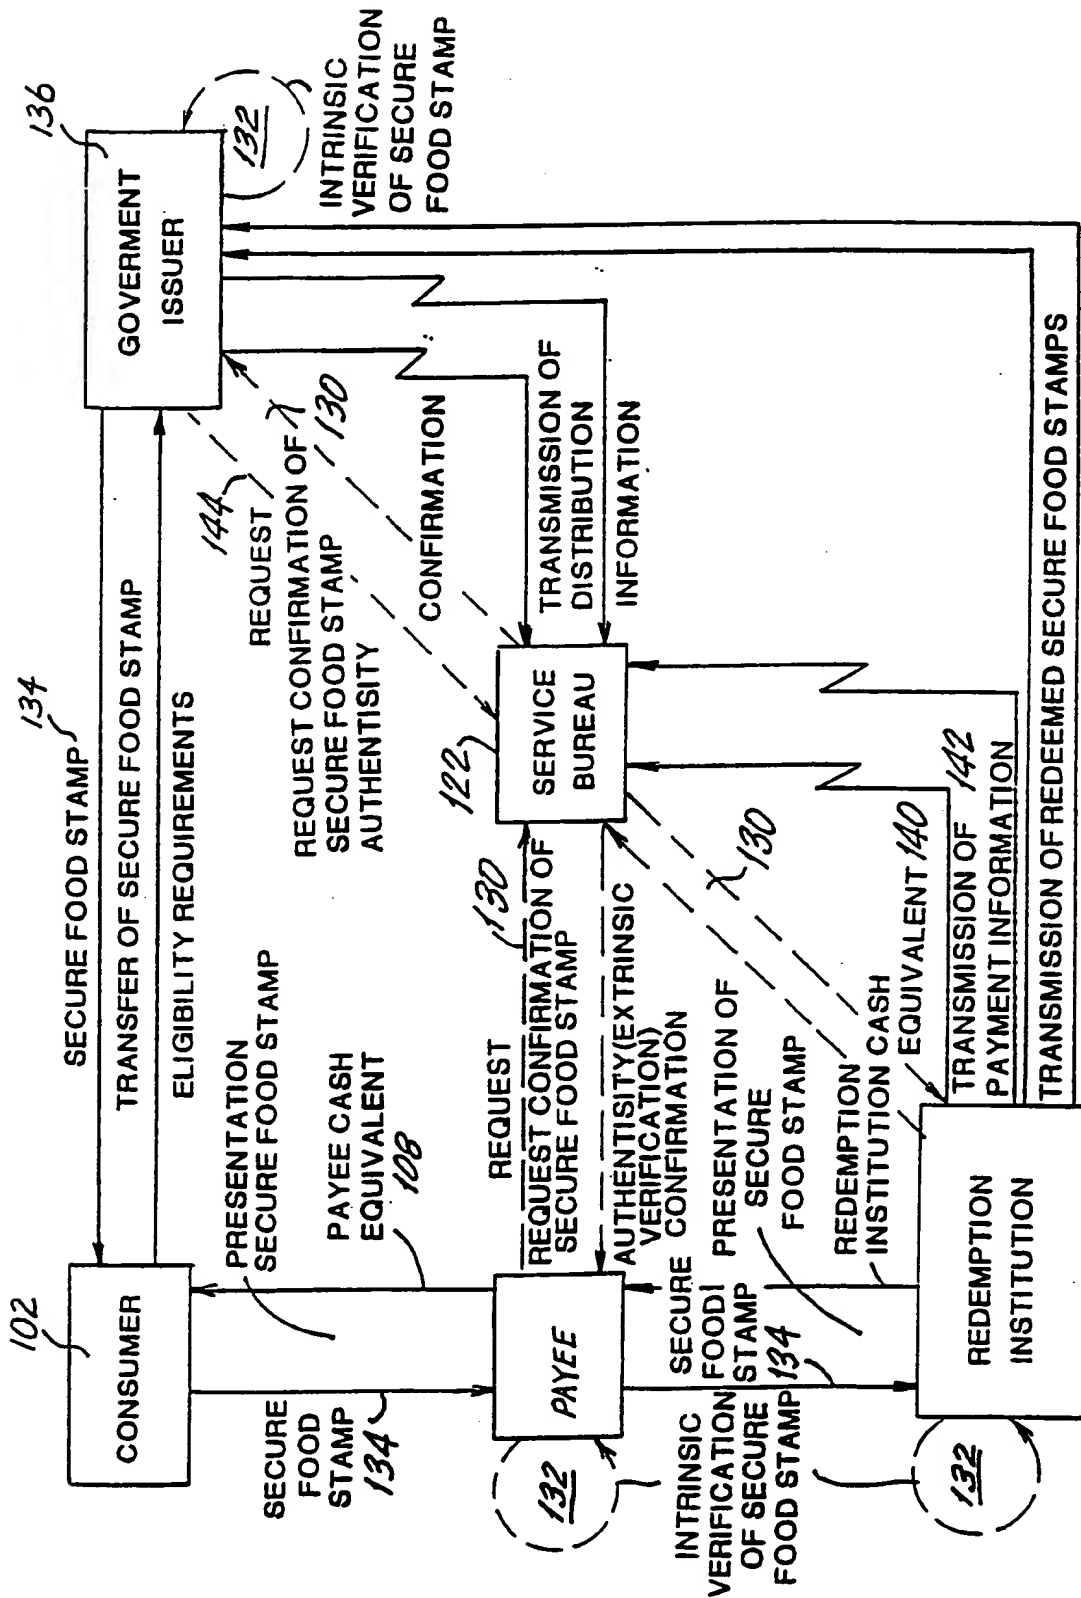 CONSUMER
102
SECURE FOOD STAMP
134
TRANSFER OF SECURE FOOD STAMP
ELIGIBILITY REQUIREMENTS
GOVERMENT
ISSUER
136
132
INTRINSIC
VERIFICATION
OF SECURE
FOOD STAMP
SECURE
FOOD
STAMP
134
PRESENTATION
SECURE FOOD STAMP
PAYEE CASH
EQUIVALENT
108
144
REQUEST
REQUEST CONFIRMATION OF
SECURE FOOD STAMP
AUTHENTISITY
130
CONFIRMATION
TRANSMISSION OF
DISTRIBUTION
INFORMATION
PAYEE
132
REQUEST
130
REQUEST CONFIRMATION OF
SECURE FOOD STAMP
AUTHENTISITY(EXTRINSIC
VERIFICATION)
CONFIRMATION
SERVICE
BUREAU
122
130
INTRINSIC
VERIFICATION
OF SECURE
FOOD STAMP
SECURE
FOOD
STAMP
134
PRESENTATION OF
SECURE
FOOD STAMP
REDEMPTION
INSTITUTION CASH
EQUIVALENT 140
REDEMPTION
INSTITUTION
132
TRANSMISSION OF
PAYMENT INFORMATION
142
TRANSMISSION OF REDEEMED SECURE FOOD STAMPS